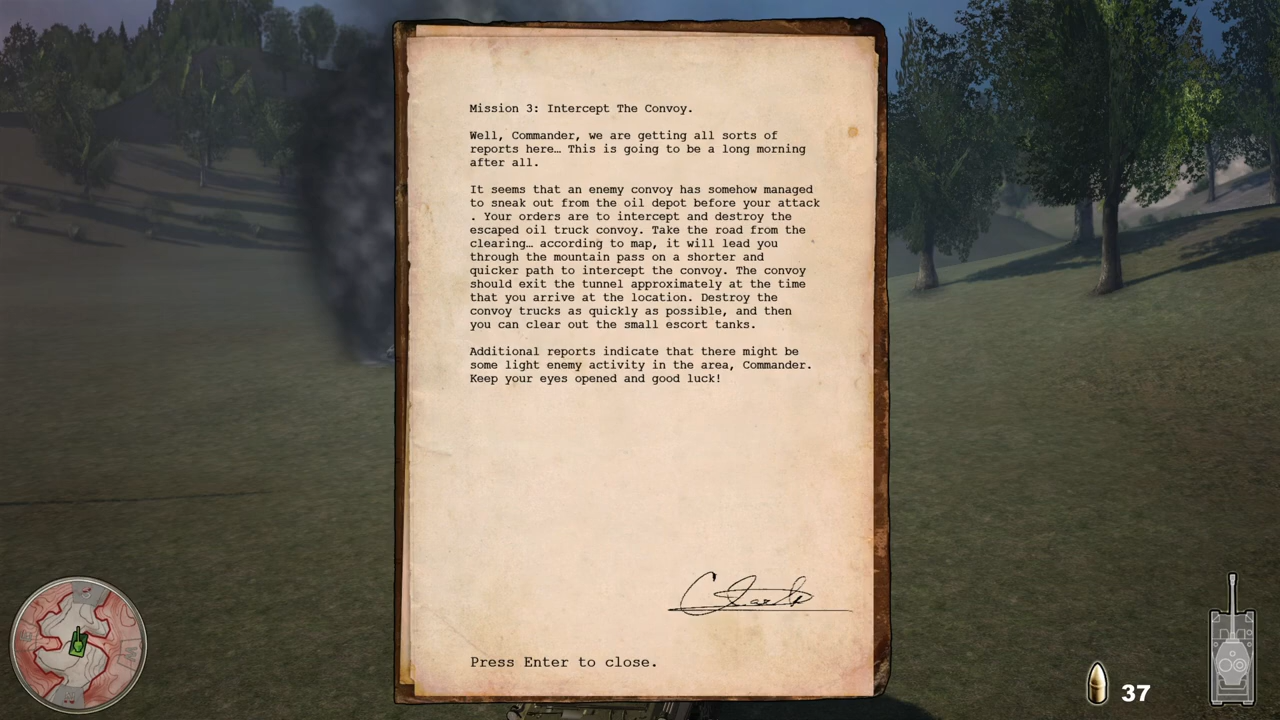 Mission 3: Intercept The Convoy.
Well, Commander, we are getting all sorts of
reports here… This is going to be a long morning
after all.
It seems that an enemy convoy has somehow managed
to sneak out from the oil depot before your attack
. Your orders are to intercept and destroy the
escaped oil truck convoy. Take the road from the
clearing… according to map, it will lead you
through the mountain pass on a shorter and
quicker path to intercept the convoy. The convoy
should exit the tunnel approximately at the time
that you arrive at the location. Destroy the
convoy trucks as quickly as possible, and then
you can clear out the small escort tanks.
Additional reports indicate that there might be
some light enemy activity in the area, Commander.
Keep your eyes opened and good luck!
Press Enter to close.
37